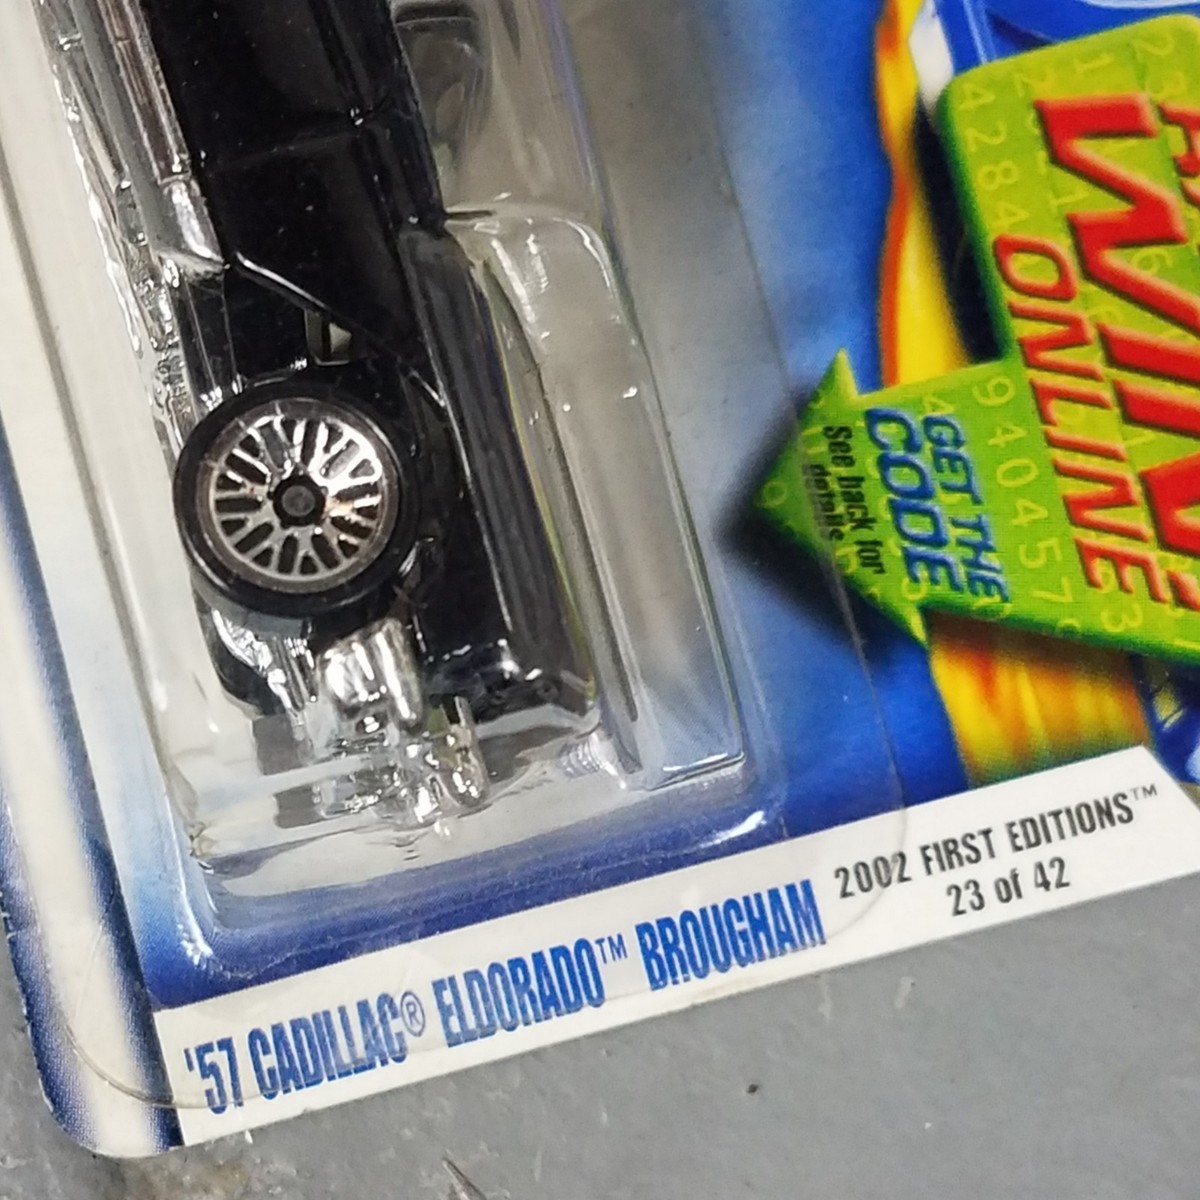 WIN
ONLINE
GET THE
CODE
See back for
details
'57 CADILLAC® ELDORADO™ BROUGHAM
2002 FIRST EDITIONS™
23 of 42